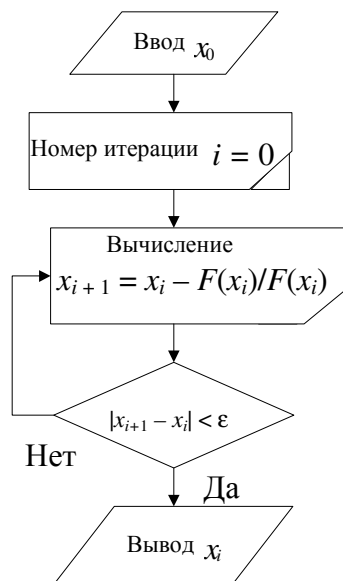 Ввод x₀
Номер итерации i = 0
Вычисление
xᵢ ₊ ₁ = xᵢ – F(xᵢ)/F(xᵢ)
|xᵢ₊₁ – xᵢ| < ε
Нет
Да
Вывод xᵢ